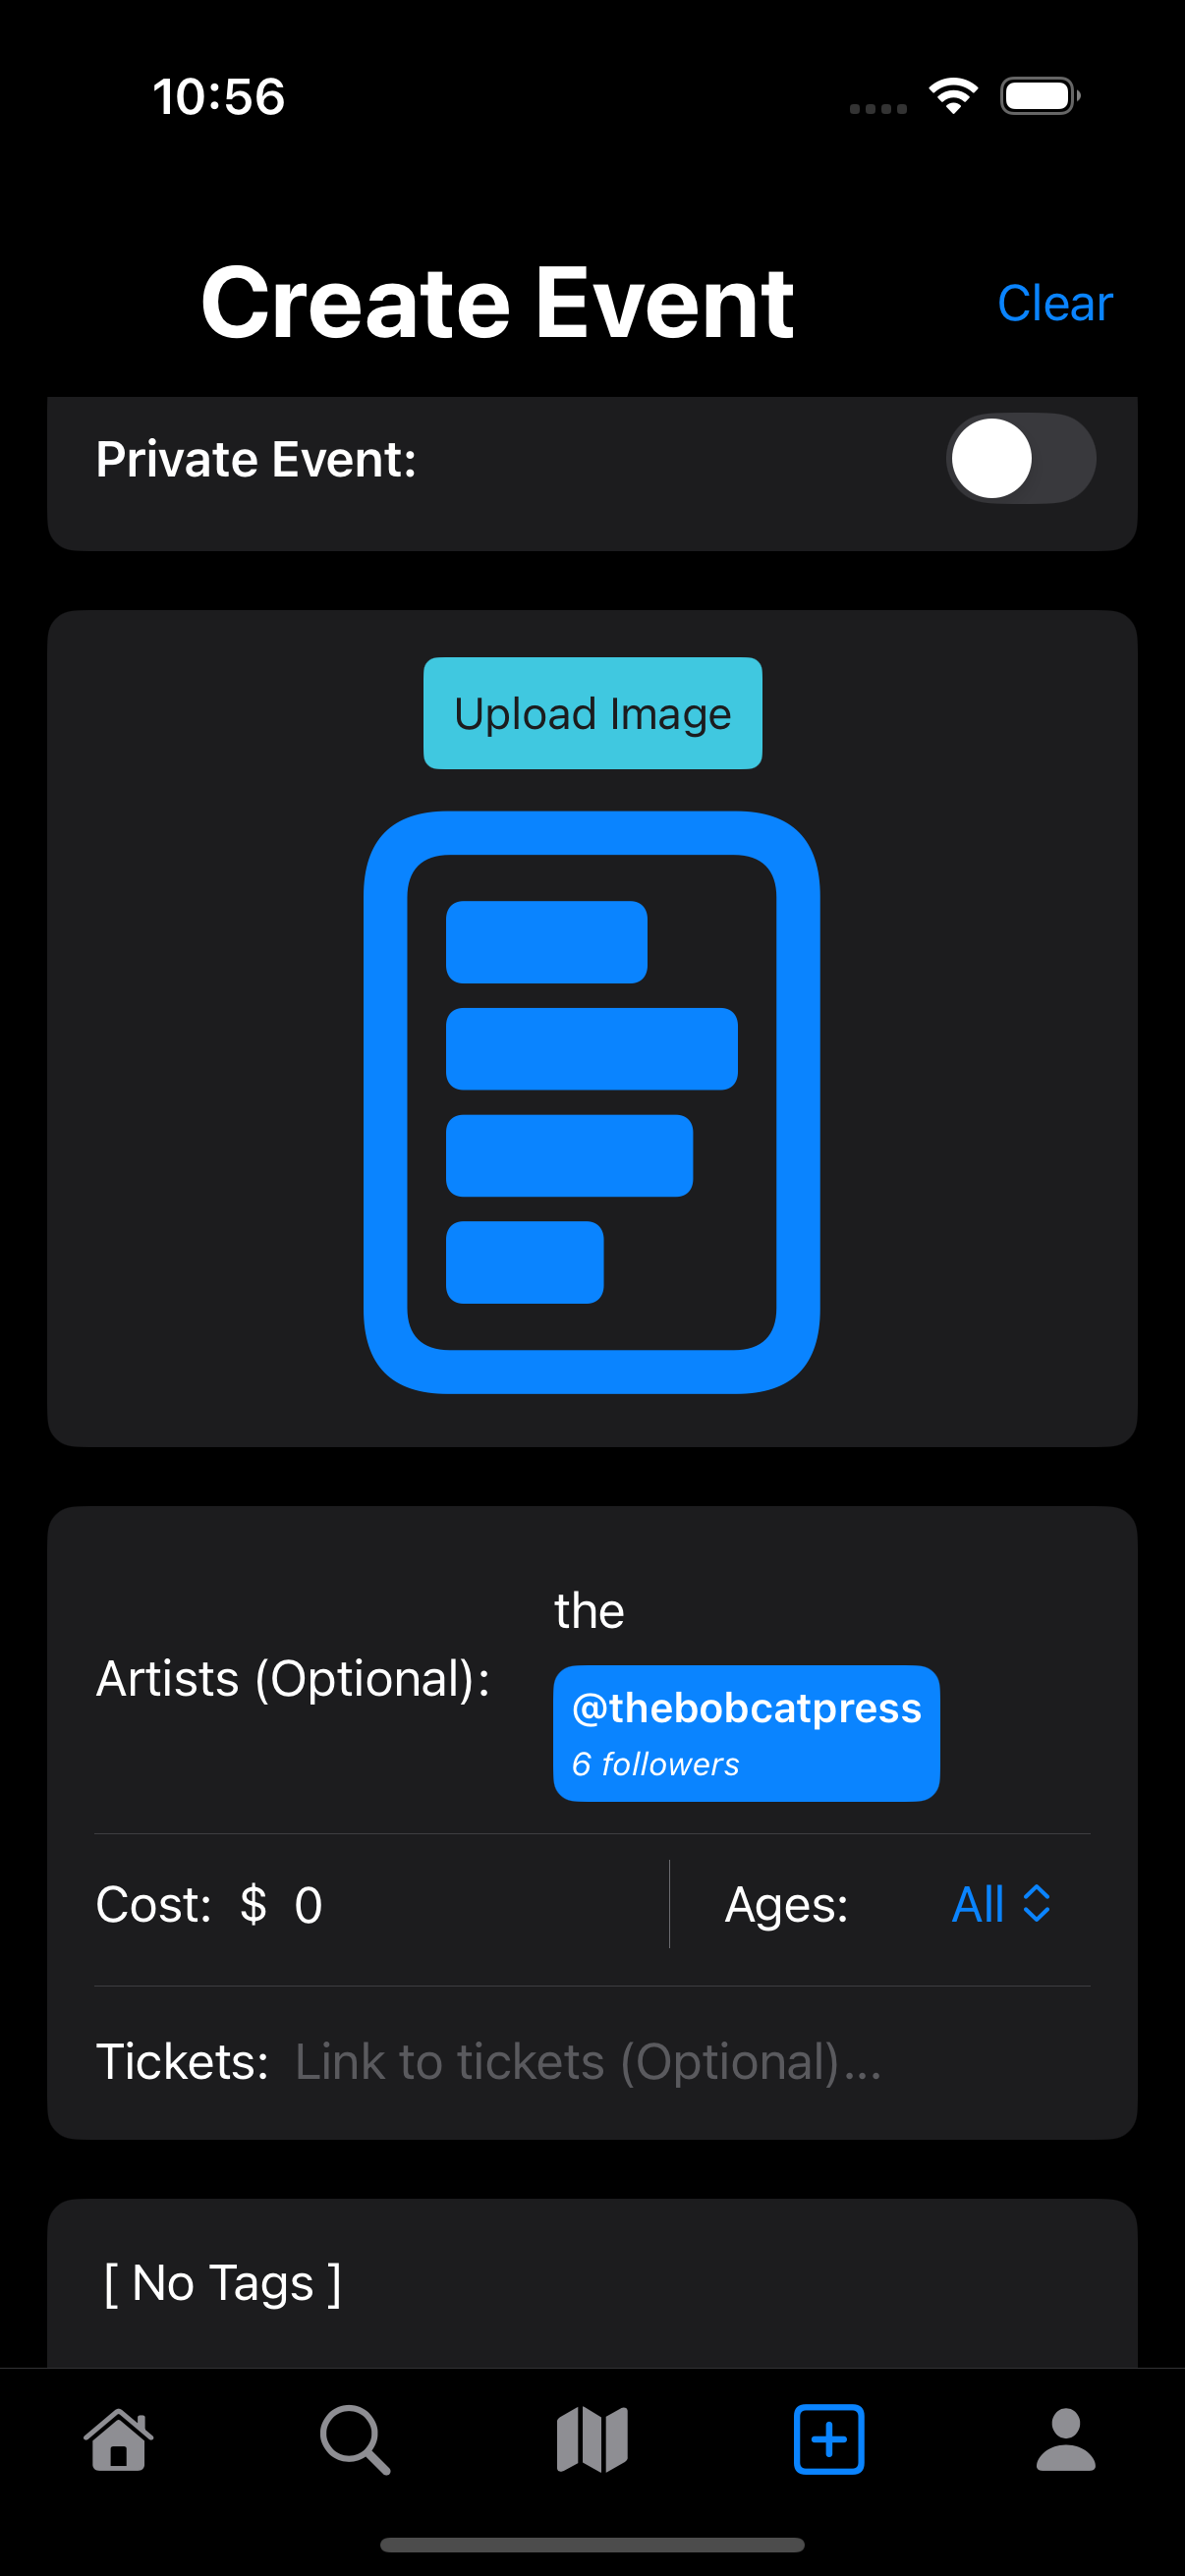 10:56
Create Event
Clear
Private Event:
Upload Image
the
Artists (Optional):
@thebobcatpress
6 followers
Cost: $ 0
Ages: All
Tickets: Link to tickets (Optional)...
[ No Tags ]